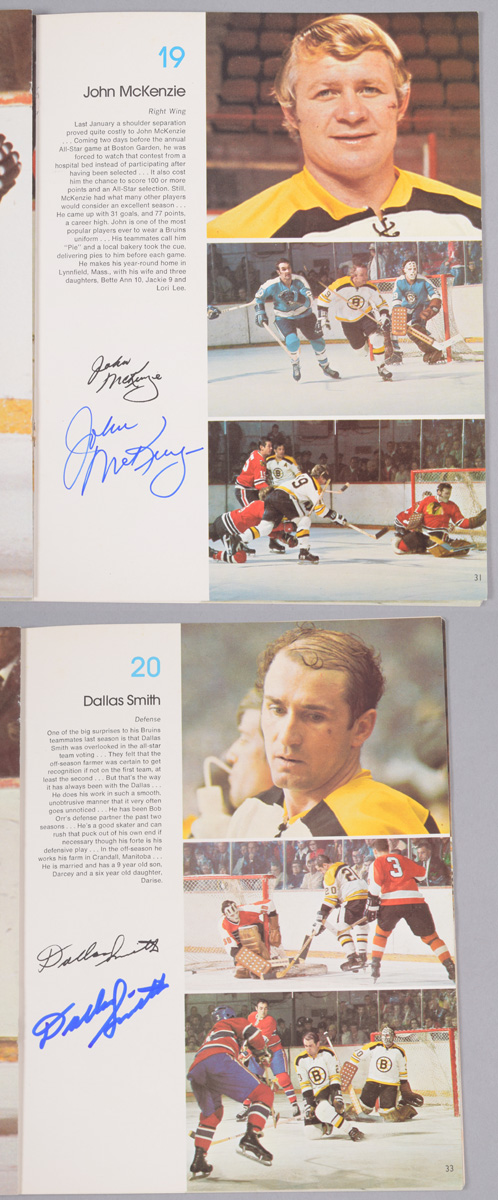 19
John McKenzie
Right Wing
Last January a shoulder separation
proved quite costly to John McKenzie
. . . Coming two days before the annual
All-Star game at Boston Garden, he was
forced to watch that contest from a
hospital bed instead of participating after
having been selected . . . It also cost
him the chance to score 100 or more
points and an All-Star selection. Still,
McKenzie had what many other players
would consider an excellent season . . .
He came up with 31 goals, and 77 points,
a career high. John is one of the most
popular players ever to wear a Bruins
uniform . . . His teammates call him
"Pie" and a local bakery took the cue,
delivering pies to him before each game.
He makes his year-round home in
Lynnfield, Mass., with his wife and three
daughters, Bette Ann 10, Jackie 9 and
Lori Lee.
John
McKenzie
John
McKenzie
9
B
31
20
Dallas Smith
Defense
One of the big surprises to his Bruins
teammates last season is that Dallas
Smith was overlooked in the all-star
team voting . . . They felt that the
off-season farmer was certain to get
recognition if not on the first team, at
least the second . . . But that's the way
it has always been with the Dallas . . .
He does his work in such a smooth,
unobtrusive manner that it very often
goes unnoticed . . . He has been Bob
Orr's defense partner the past two
seasons . . . He's a good skater and can
rush that puck out of his own end if
necessary though his forte is his
defensive play . . . In the off-season he
works his farm in Crandall, Manitoba . . .
He is married and has a 9 year old son,
Darcey and a six year old daughter,
Darise.
Dallas Smith
Dallas
Smith
20
3
B
B
33